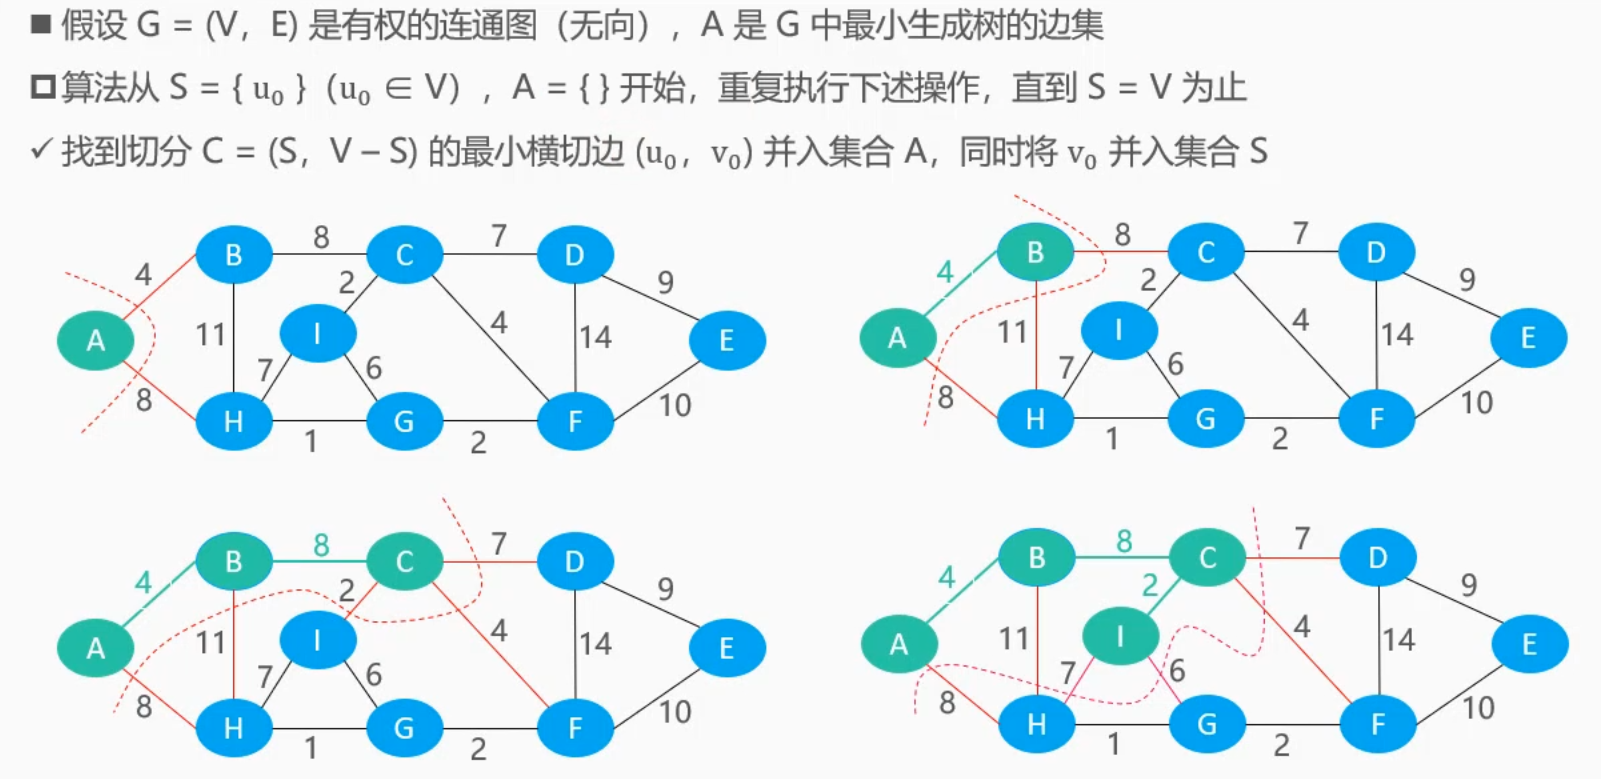 ■ 假设 G = (V，E) 是有权的连通图（无向），A 是 G 中最小生成树的边集
算法从 S = { u₀ }（u₀ ∈ V），A = { } 开始，重复执行下述操作，直到 S = V 为止
✓ 找到切分 C = (S，V – S) 的最小横切边 (u₀，v₀) 并入集合 A，同时将 v₀ 并入集合 S
B 8 C 7 D
4 2 9
A 11 I 4 14 E
7 6
8 10
H 1 G 2 F
B 8 C 7 D
4 2 9
A 11 I 4 14 E
7 6
8 10
H 1 G 2 F
B 8 C 7 D
4 2 9
A 11 I 4 14 E
7 6
8 10
H 1 G 2 F
B 8 C 7 D
4 2 9
A 11 I 4 14 E
7 6
8 10
H 1 G 2 F